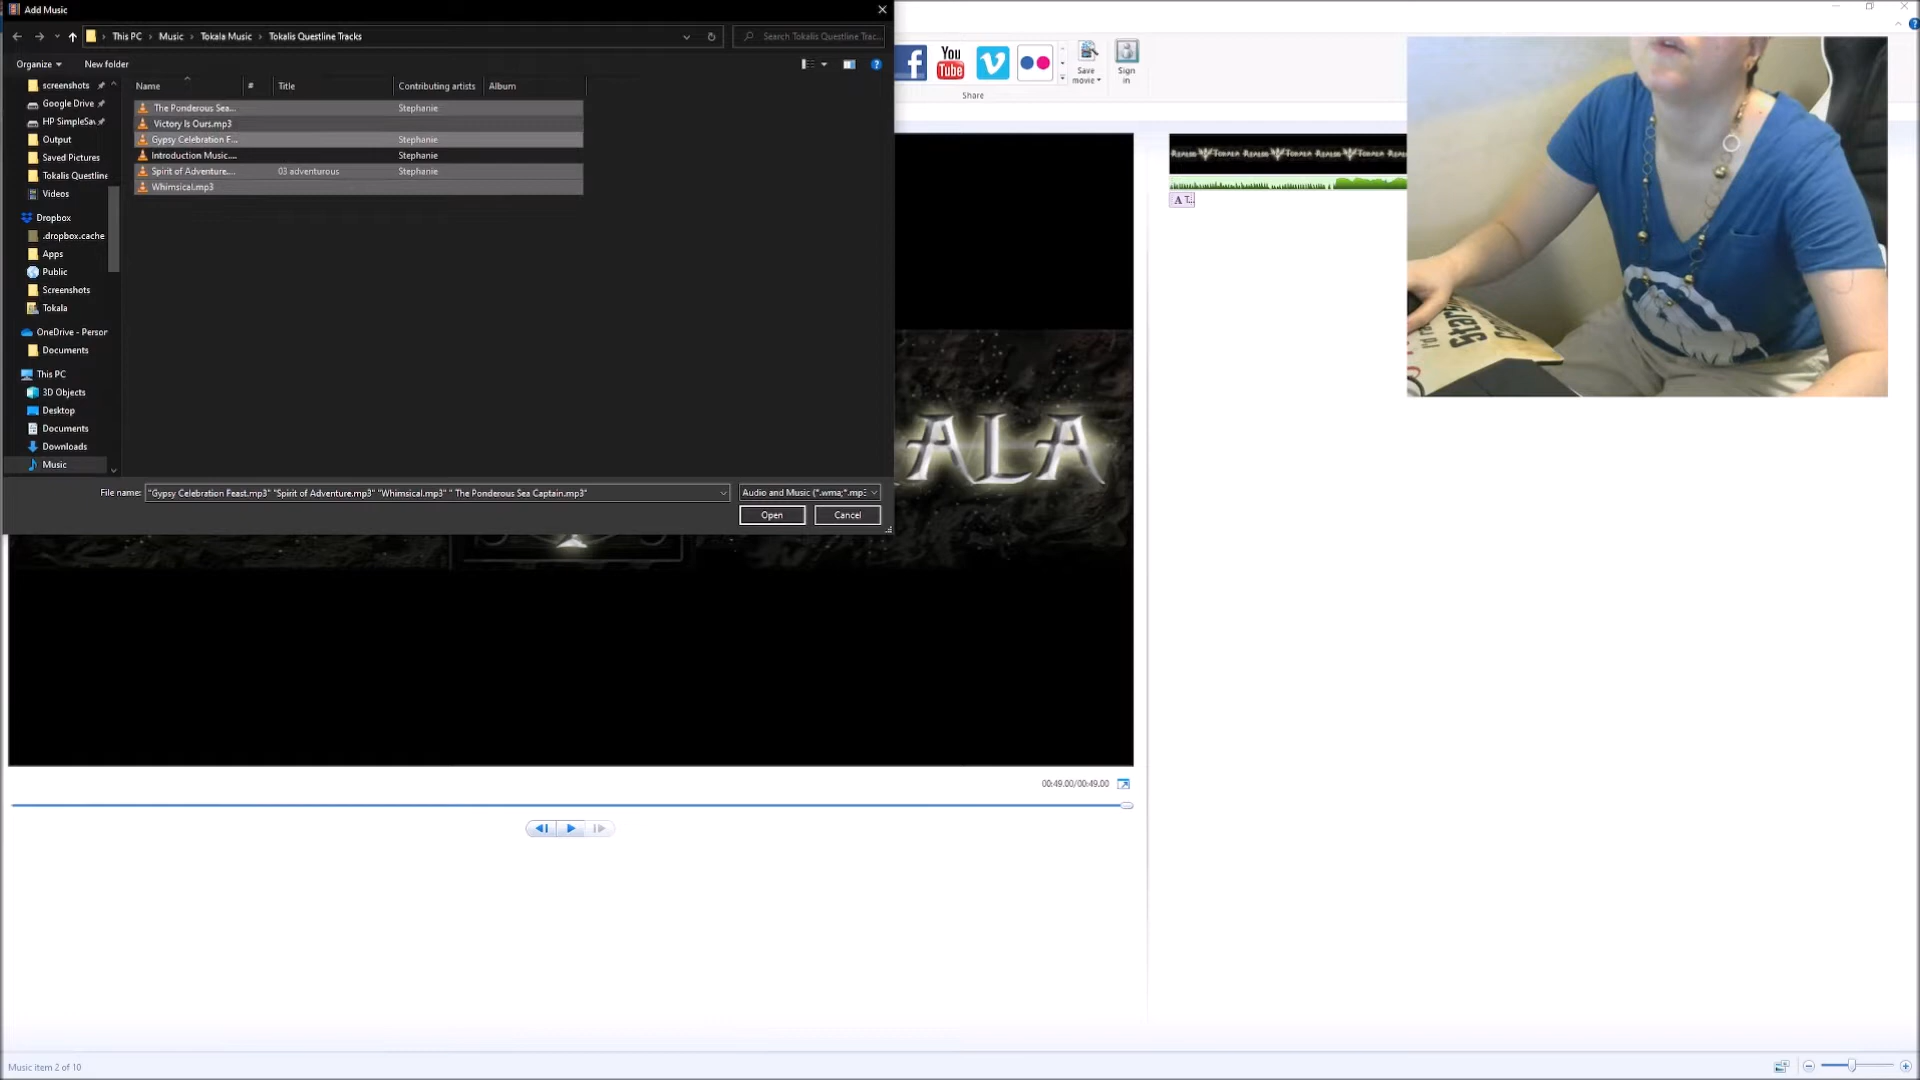 Add Music
This PC › Music › Tokala Music › Tokalis Questline Tracks
Search Tokalis Questline Trac...
Organize
New folder
Name
#
Title
Contributing artists
Album
screenshots
Google Drive
HP SimpleSav
Output
Saved Pictures
Tokalis Questline
Videos
Dropbox
.dropbox.cache
Apps
Public
Screenshots
Tokala
OneDrive - Person
Documents
This PC
3D Objects
Desktop
Documents
Downloads
Music
The Ponderous Sea... Stephanie
Victory Is Ours.mp3
Gypsy Celebration F... Stephanie
Introduction Music.... Stephanie
Spirit of Adventure.... 03 adventurous Stephanie
Whimsical.mp3
File name: "Gypsy Celebration Feast.mp3" "Spirit of Adventure.mp3" "Whimsical.mp3" " The Ponderous Sea Captain.mp3"
Audio and Music (*.wma;*.mp3
Open
Cancel
f
You
Tube
V
Save
movie
Sign
in
Share
A T...
ALA
00:49.00/00:49.00
Music item 2 of 10